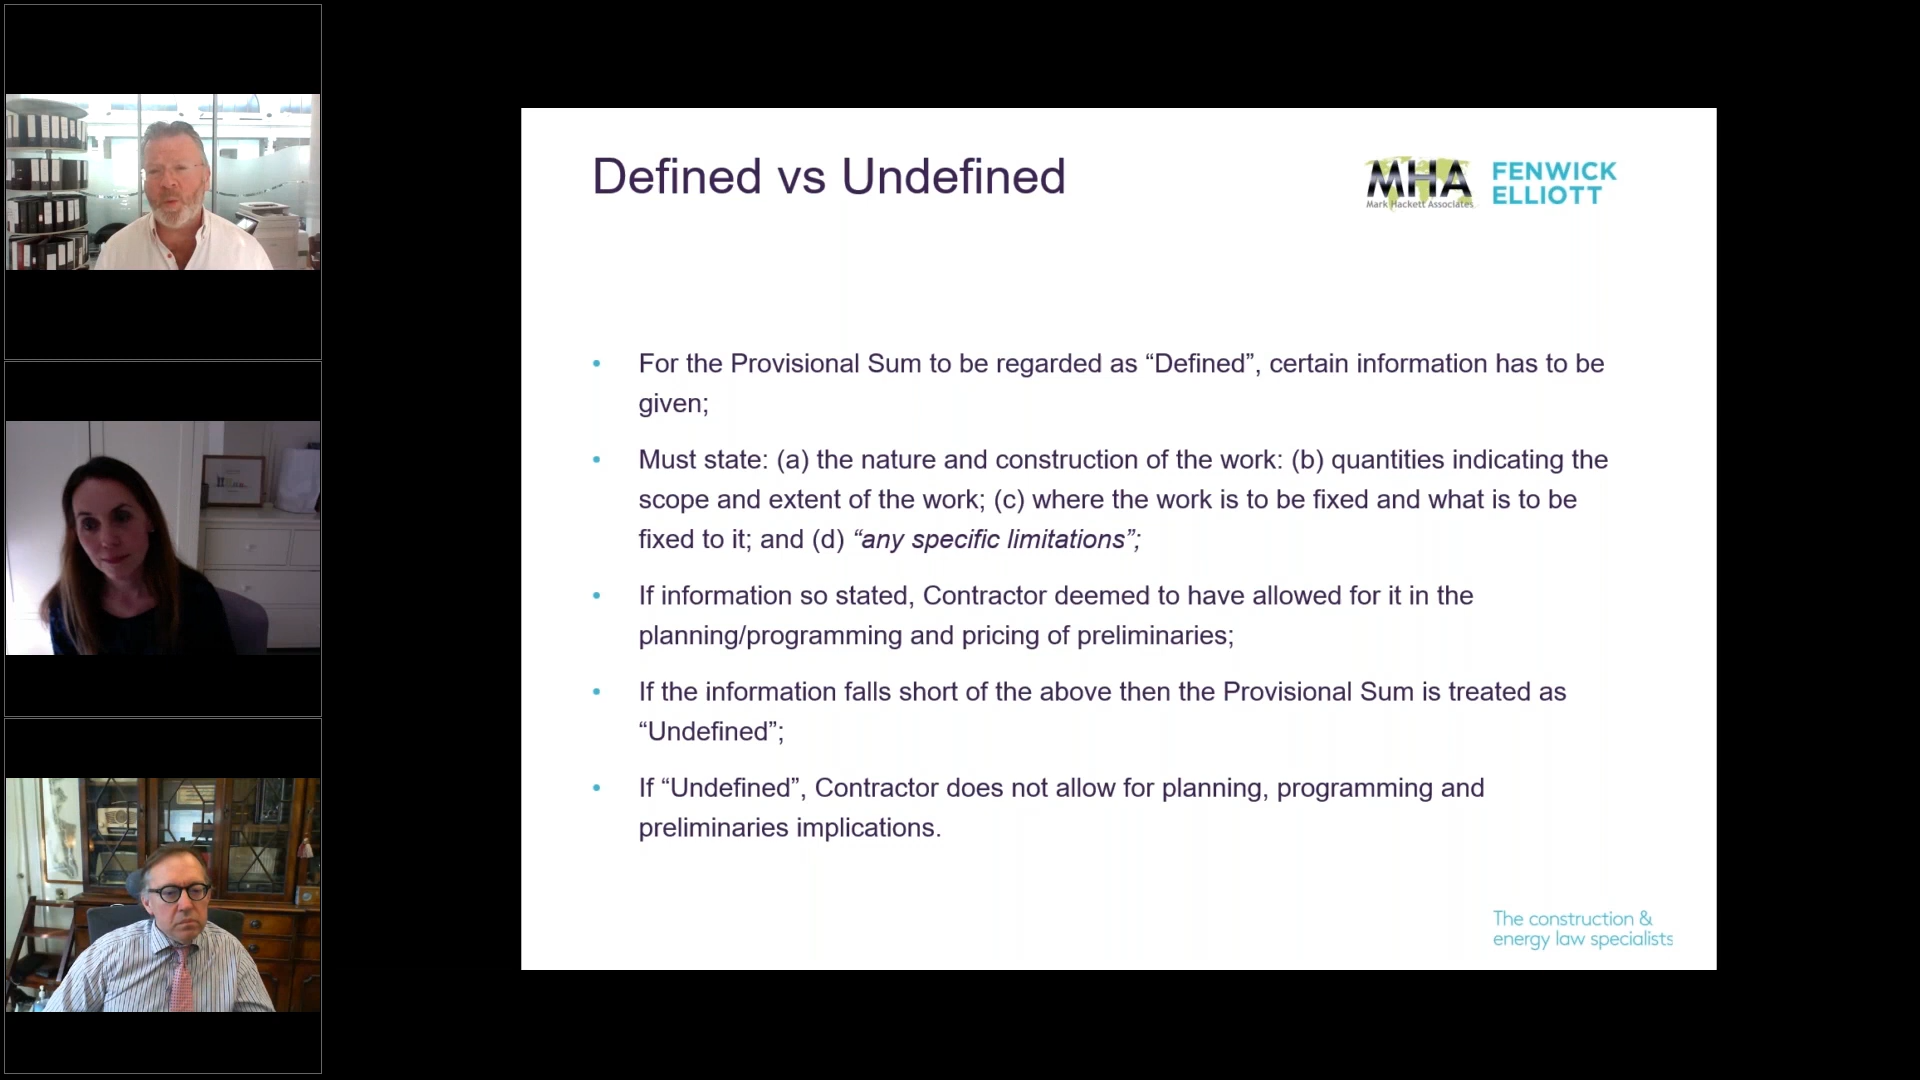 Defined vs Undefined
MHA
Mark Hackett Associates
FENWICK
ELLIOTT
• For the Provisional Sum to be regarded as “Defined”, certain information has to be
given;
• Must state: (a) the nature and construction of the work: (b) quantities indicating the
scope and extent of the work; (c) where the work is to be fixed and what is to be
fixed to it; and (d) “any specific limitations”;
• If information so stated, Contractor deemed to have allowed for it in the
planning/programming and pricing of preliminaries;
• If the information falls short of the above then the Provisional Sum is treated as
“Undefined”;
• If “Undefined”, Contractor does not allow for planning, programming and
preliminaries implications.
The construction &
energy law specialists